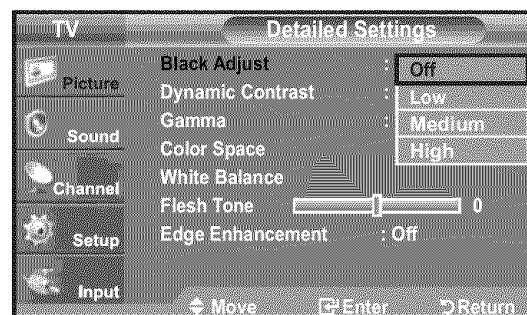 TV Detailed Settings
Picture
Sound
Channel
Setup
Input
Black Adjust : Off
Low
Medium
High
Dynamic Contrast :
Gamma :
Color Space
White Balance
Flesh Tone 0
Edge Enhancement : Off
Move Enter Return